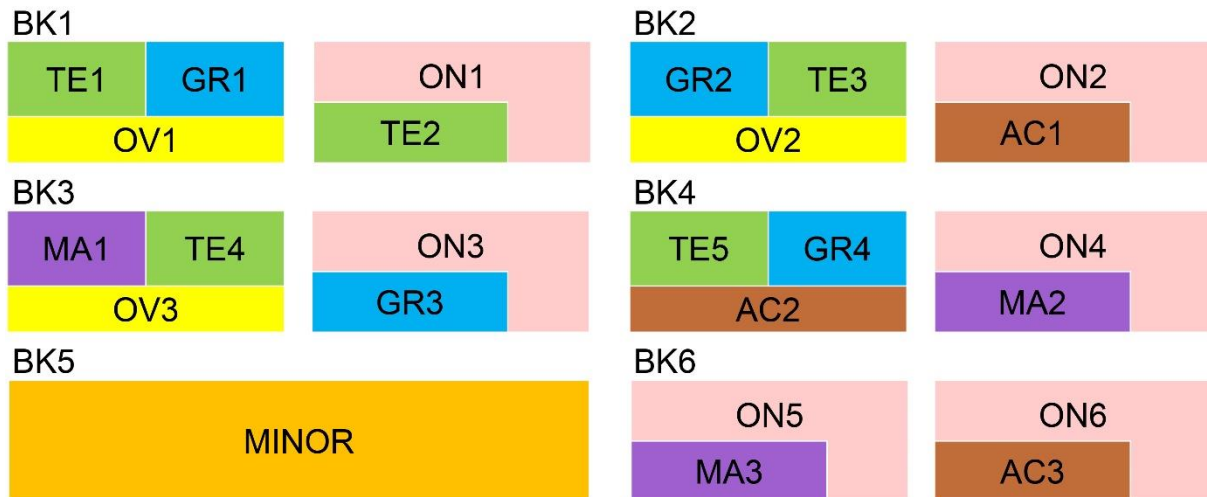 BK1
BK2
TE1 GR1 ON1 GR2 TE3 ON2
OV1 TE2 OV2 AC1
BK3
BK4
MA1 TE4 ON3 TE5 GR4 ON4
OV3 GR3 AC2 MA2
BK5
BK6
MINOR ON5 ON6
MA3 AC3